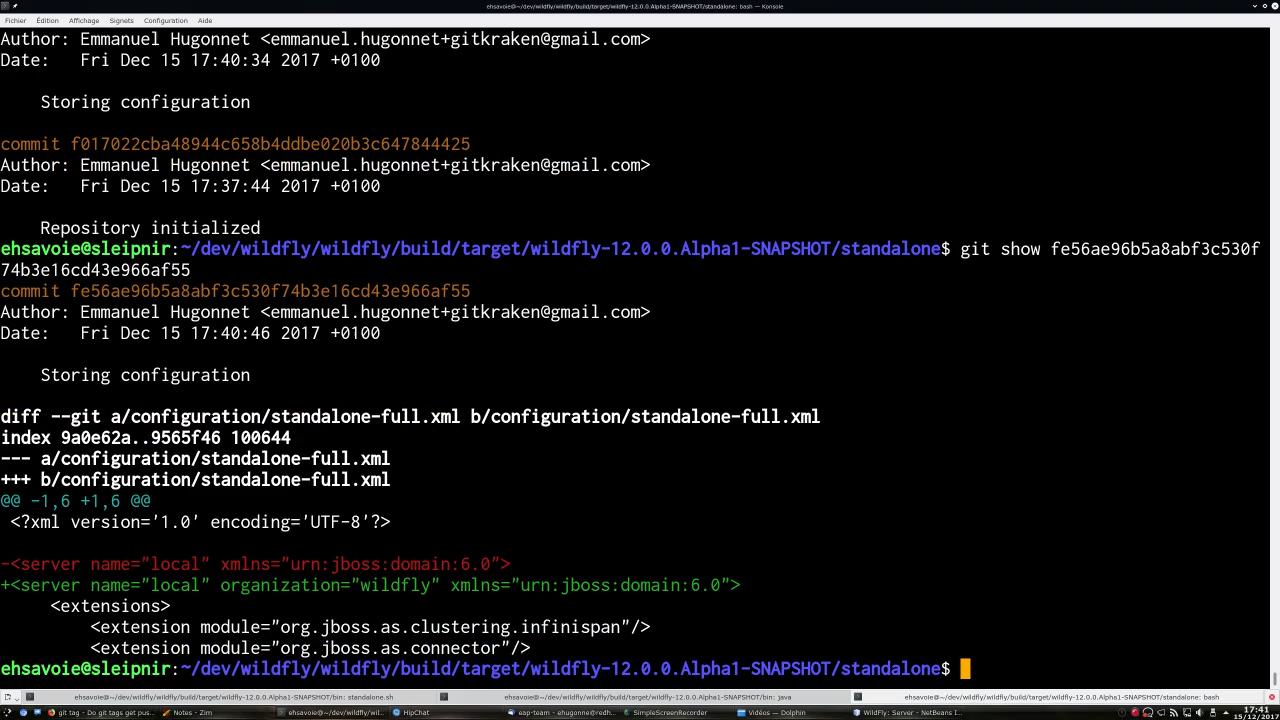 ehsavoie@~/dev/wildfly/wildfly/build/target/wildfly-12.0.0.Alpha1-SNAPSHOT/standalone: bash — Konsole
Fichier Édition Affichage Signets Configuration Aide
Author: Emmanuel Hugonnet <emmanuel.hugonnet+gitkraken@gmail.com>
Date:   Fri Dec 15 17:40:34 2017 +0100
    Storing configuration
commit f017022cba48944c658b4ddbe020b3c647844425
Author: Emmanuel Hugonnet <emmanuel.hugonnet+gitkraken@gmail.com>
Date:   Fri Dec 15 17:37:44 2017 +0100
    Repository initialized
ehsavoie@sleipnir:~/dev/wildfly/wildfly/build/target/wildfly-12.0.0.Alpha1-SNAPSHOT/standalone$ git show fe56ae96b5a8abf3c530f
74b3e16cd43e966af55
commit fe56ae96b5a8abf3c530f74b3e16cd43e966af55
Author: Emmanuel Hugonnet <emmanuel.hugonnet+gitkraken@gmail.com>
Date:   Fri Dec 15 17:40:46 2017 +0100
    Storing configuration
diff --git a/configuration/standalone-full.xml b/configuration/standalone-full.xml
index 9a0e62a..9565f46 100644
--- a/configuration/standalone-full.xml
+++ b/configuration/standalone-full.xml
@@ -1,6 +1,6 @@
 <?xml version='1.0' encoding='UTF-8'?>
-<server name="local" xmlns="urn:jboss:domain:6.0">
+<server name="local" organization="wildfly" xmlns="urn:jboss:domain:6.0">
     <extensions>
         <extension module="org.jboss.as.clustering.infinispan"/>
         <extension module="org.jboss.as.connector"/>
ehsavoie@sleipnir:~/dev/wildfly/wildfly/build/target/wildfly-12.0.0.Alpha1-SNAPSHOT/standalone$
ehsavoie@~/dev/wildfly/wildfly/build/target/wildfly-12.0.0.Alpha1-SNAPSHOT/bin: standalone.sh
ehsavoie@~/dev/wildfly/wildfly/build/target/wildfly-12.0.0.Alpha1-SNAPSHOT/bin: java
ehsavoie@~/dev/wildfly/wildfly/build/target/wildfly-12.0.0.Alpha1-SNAPSHOT/standalone: bash
git tag - Do git tags get pus...
Notes - Zim
ehsavoie@~/dev/wildfly/wil...
HipChat
eap-team - ehugonne@redh...
SimpleScreenRecorder
Vidéos — Dolphin
WildFly: Server - NetBeans I...
17:41
15/12/2017